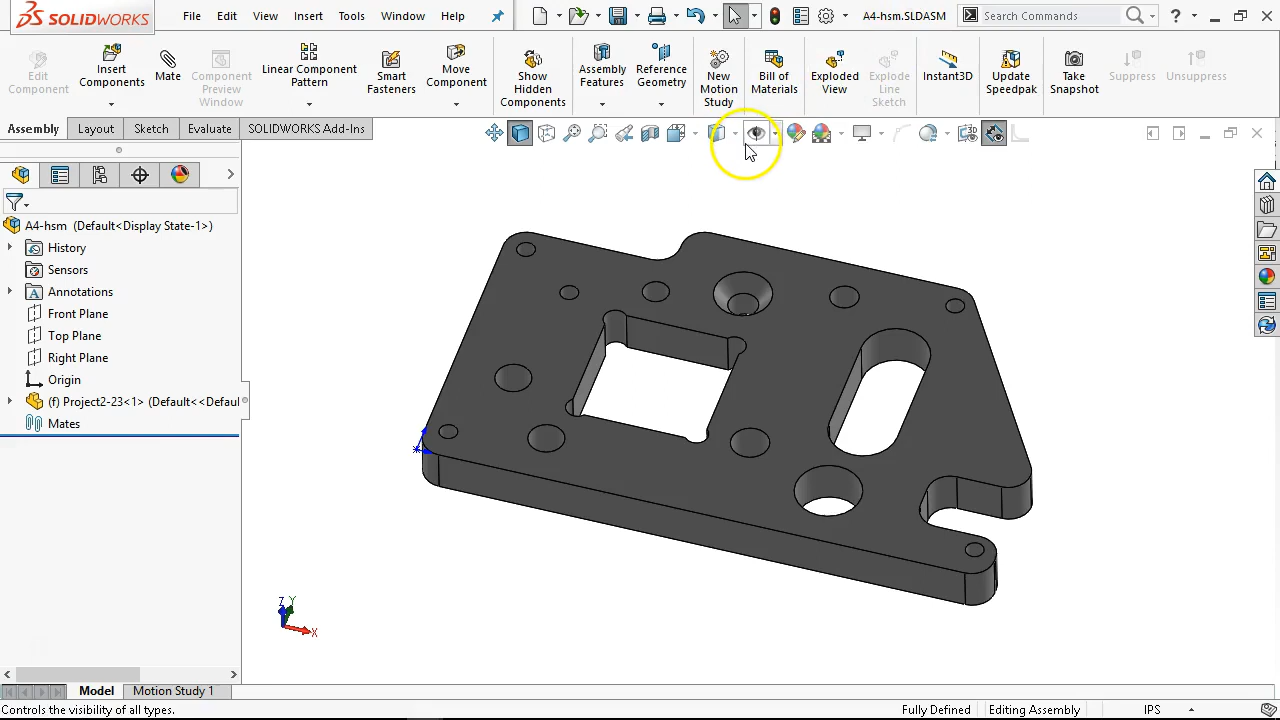 SOLIDWORKS
File Edit View Insert Tools Window Help
A4-hsm.SLDASM
Search Commands
?
Edit Component
Insert Components
Mate
Component Preview Window
Linear Component Pattern
Smart Fasteners
Move Component
Show Hidden Components
Assembly Features
Reference Geometry
New Motion Study
Bill of Materials
Exploded View
Explode Line Sketch
Instant3D
Update Speedpak
Take Snapshot
Suppress
Unsuppress
Assembly Layout Sketch Evaluate SOLIDWORKS Add-Ins
A4-hsm (Default<Display State-1>)
History
Sensors
Annotations
Front Plane
Top Plane
Right Plane
Origin
(f) Project2-23<1> (Default<<Defaul
Mates
Z Y
X
Model Motion Study 1
Controls the visibility of all types.
Fully Defined Editing Assembly IPS